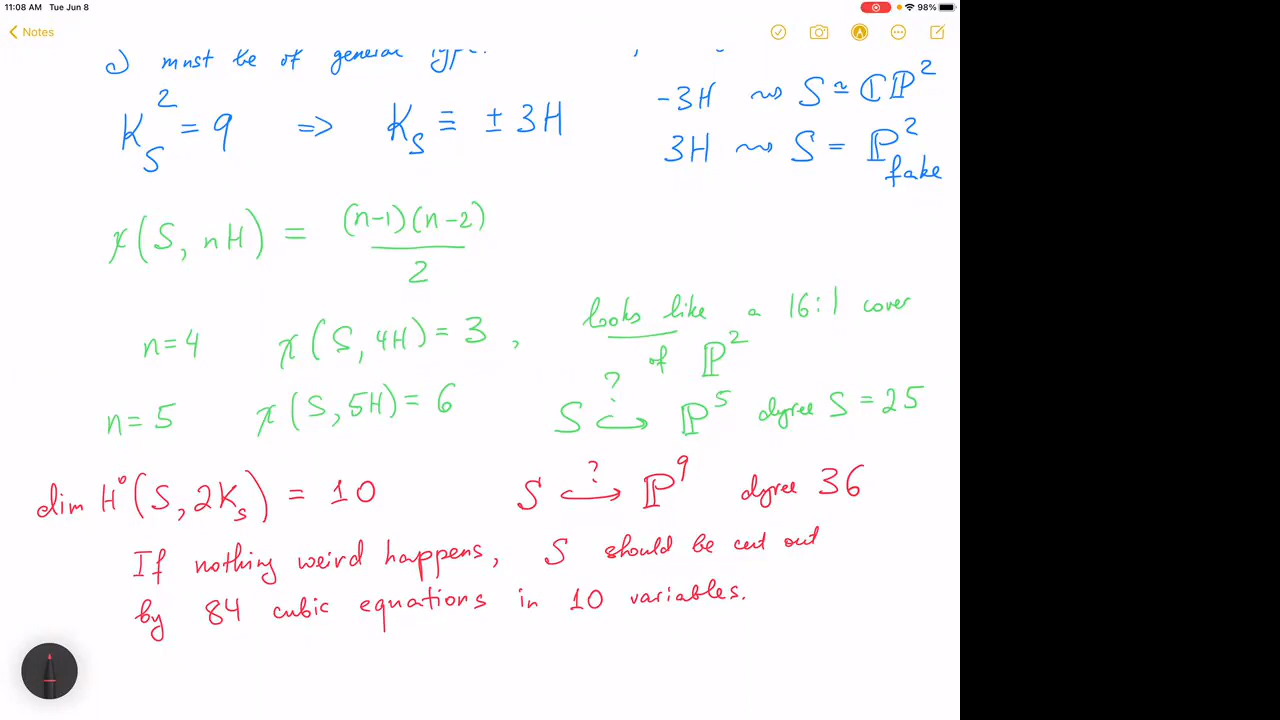 11:08 AM Tue Jun 8
98%
Notes
must be of general type.
K_S^2 = 9 ⇒ K_S ≡ ± 3H
-3H ⇝ S ≃ ℂℙ^2
3H ⇝ S = ℙ^2_fake
χ(S, nH) = (n-1)(n-2)/2
n=4 χ(S, 4H) = 3, looks like a 16:1 cover
of ℙ^2
n=5 χ(S, 5H) = 6 S ↪? ℙ^5 degree S = 25
dim H^0(S, 2K_S) = 10 S ↪? ℙ^9 degree 36
If nothing weird happens, S should be cut out
by 84 cubic equations in 10 variables.